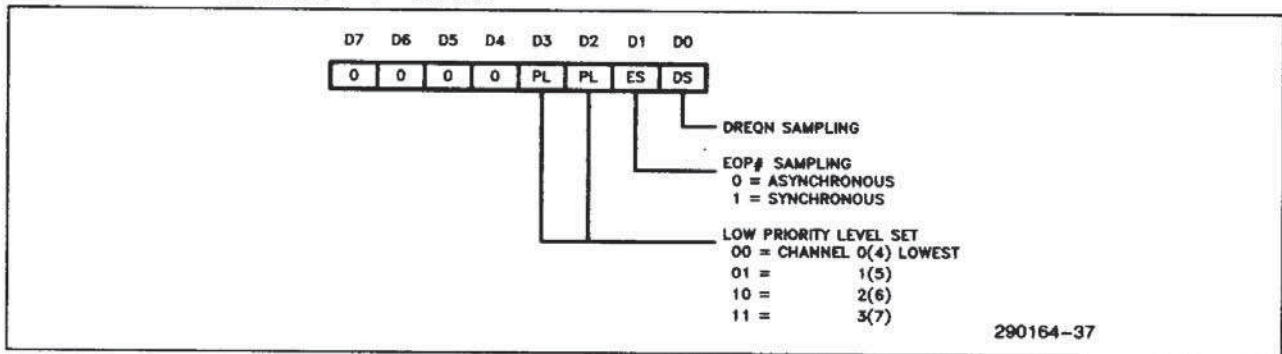 D7 D6 D5 D4 D3 D2 D1 D0
0 0 0 0 PL PL ES DS
DREQN SAMPLING
EOP# SAMPLING
0 = ASYNCHRONOUS
1 = SYNCHRONOUS
LOW PRIORITY LEVEL SET
00 = CHANNEL 0(4) LOWEST
01 = 1(5)
10 = 2(6)
11 = 3(7)
290164-37